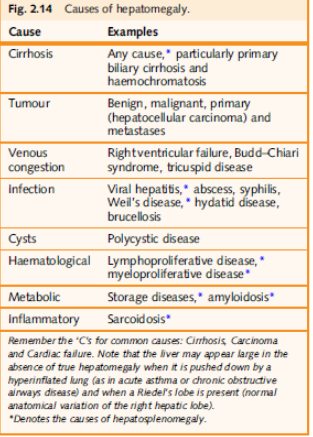 Fig. 2.14 Causes of hepatomegaly.
Cause Examples
Cirrhosis Any cause,* particularly primary
biliary cirrhosis and
haemochromatosis
Tumour Benign, malignant, primary
(hepatocellular carcinoma) and
metastases
Venous Right ventricular failure, Budd–Chiari
congestion syndrome, tricuspid disease
Infection Viral hepatitis,* abscess, syphilis,
Weil's disease,* hydatid disease,
brucellosis
Cysts Polycystic disease
Haematological Lymphoproliferative disease,*
myeloproliferative disease*
Metabolic Storage diseases,* amyloidosis*
Inflammatory Sarcoidosis*
Remember the 'C's for common causes: Cirrhosis, Carcinoma
and Cardiac failure. Note that the liver may appear large in the
absence of true hepatomegaly when it is pushed down by a
hyperinflated lung (as in acute asthma or chronic obstructive
airways disease) and when a Riedel's lobe is present (normal
anatomical variation of the right hepatic lobe).
*Denotes the causes of hepatosplenomegaly.